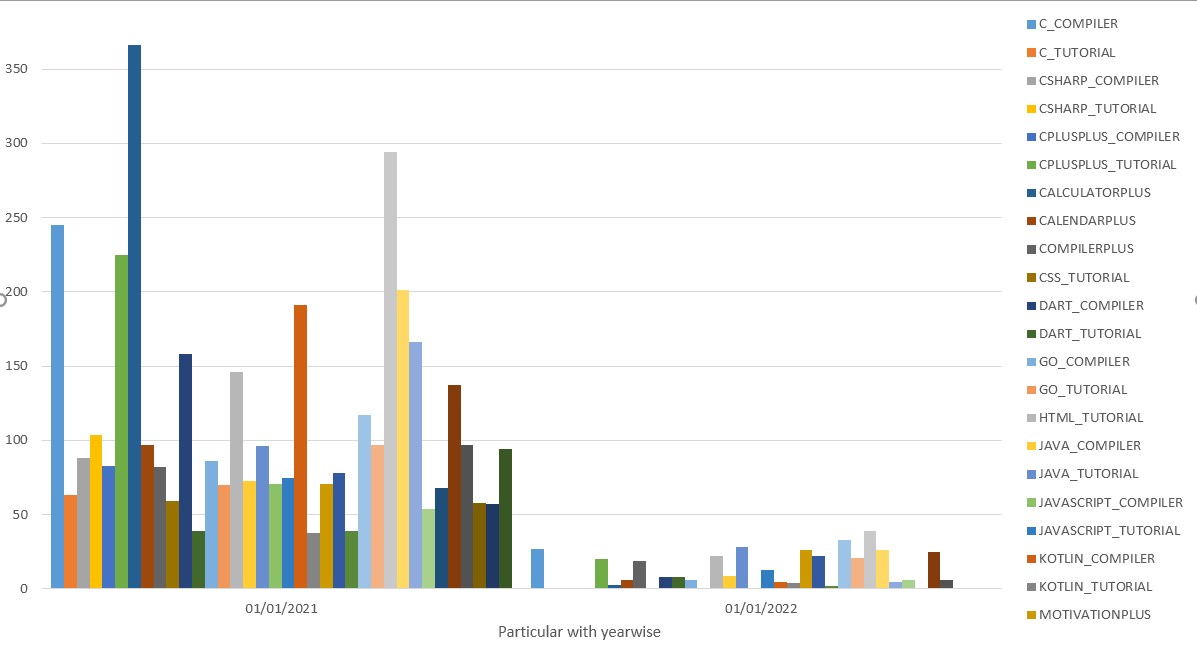 350
300
250
200
150
100
50
0
01/01/2021
01/01/2022
Particular with yearwise
C_COMPILER
C_TUTORIAL
CSHARP_COMPILER
CSHARP_TUTORIAL
CPLUSPLUS_COMPILER
CPLUSPLUS_TUTORIAL
CALCULATORPLUS
CALENDARPLUS
COMPILERPLUS
CSS_TUTORIAL
DART_COMPILER
DART_TUTORIAL
GO_COMPILER
GO_TUTORIAL
HTML_TUTORIAL
JAVA_COMPILER
JAVA_TUTORIAL
JAVASCRIPT_COMPILER
JAVASCRIPT_TUTORIAL
KOTLIN_COMPILER
KOTLIN_TUTORIAL
MOTIVATIONPLUS